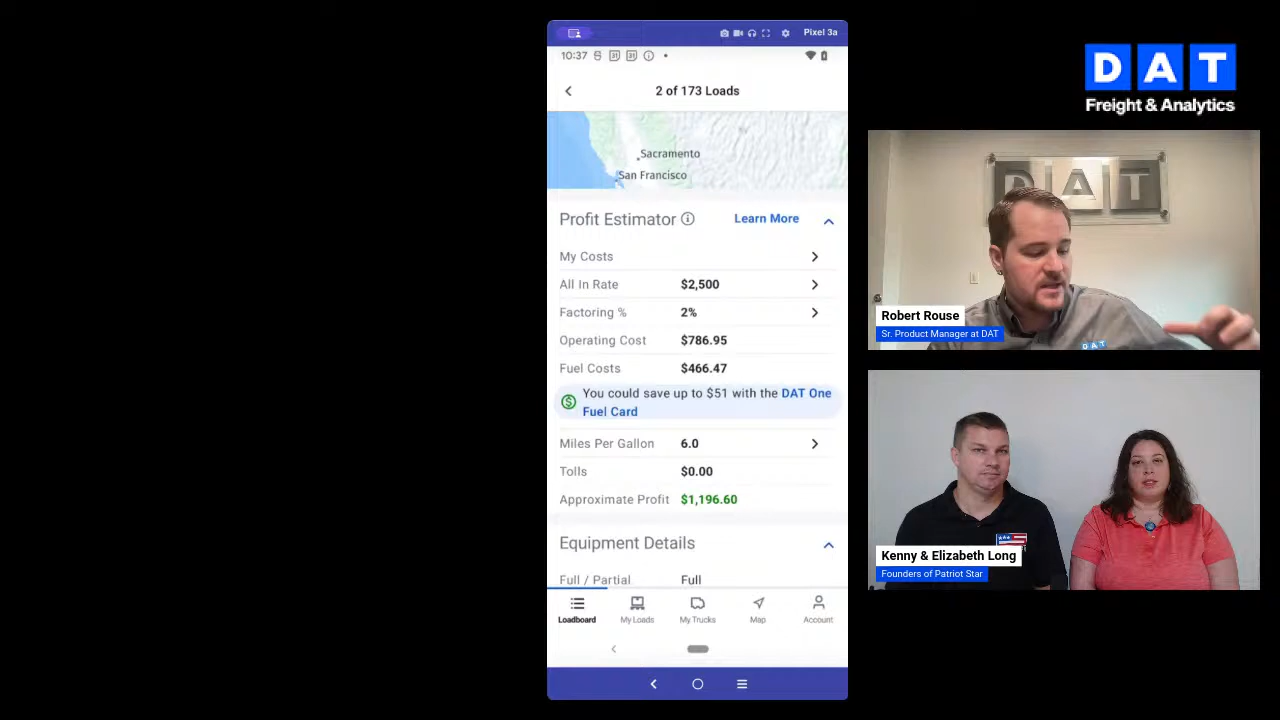 Pixel 3a
10:37
2 of 173 Loads
Sacramento
San Francisco
Profit Estimator
Learn More
My Costs
All In Rate $2,500
Factoring % 2%
Operating Cost $786.95
Fuel Costs $466.47
You could save up to $51 with the DAT One
Fuel Card
Miles Per Gallon 6.0
Tolls $0.00
Approximate Profit $1,196.60
Equipment Details
Full / Partial Full
Loadboard My Loads My Trucks Map Account
DAT
Freight & Analytics
DAT
DAT
Robert Rouse
Sr. Product Manager at DAT
Kenny & Elizabeth Long
Founders of Patriot Star